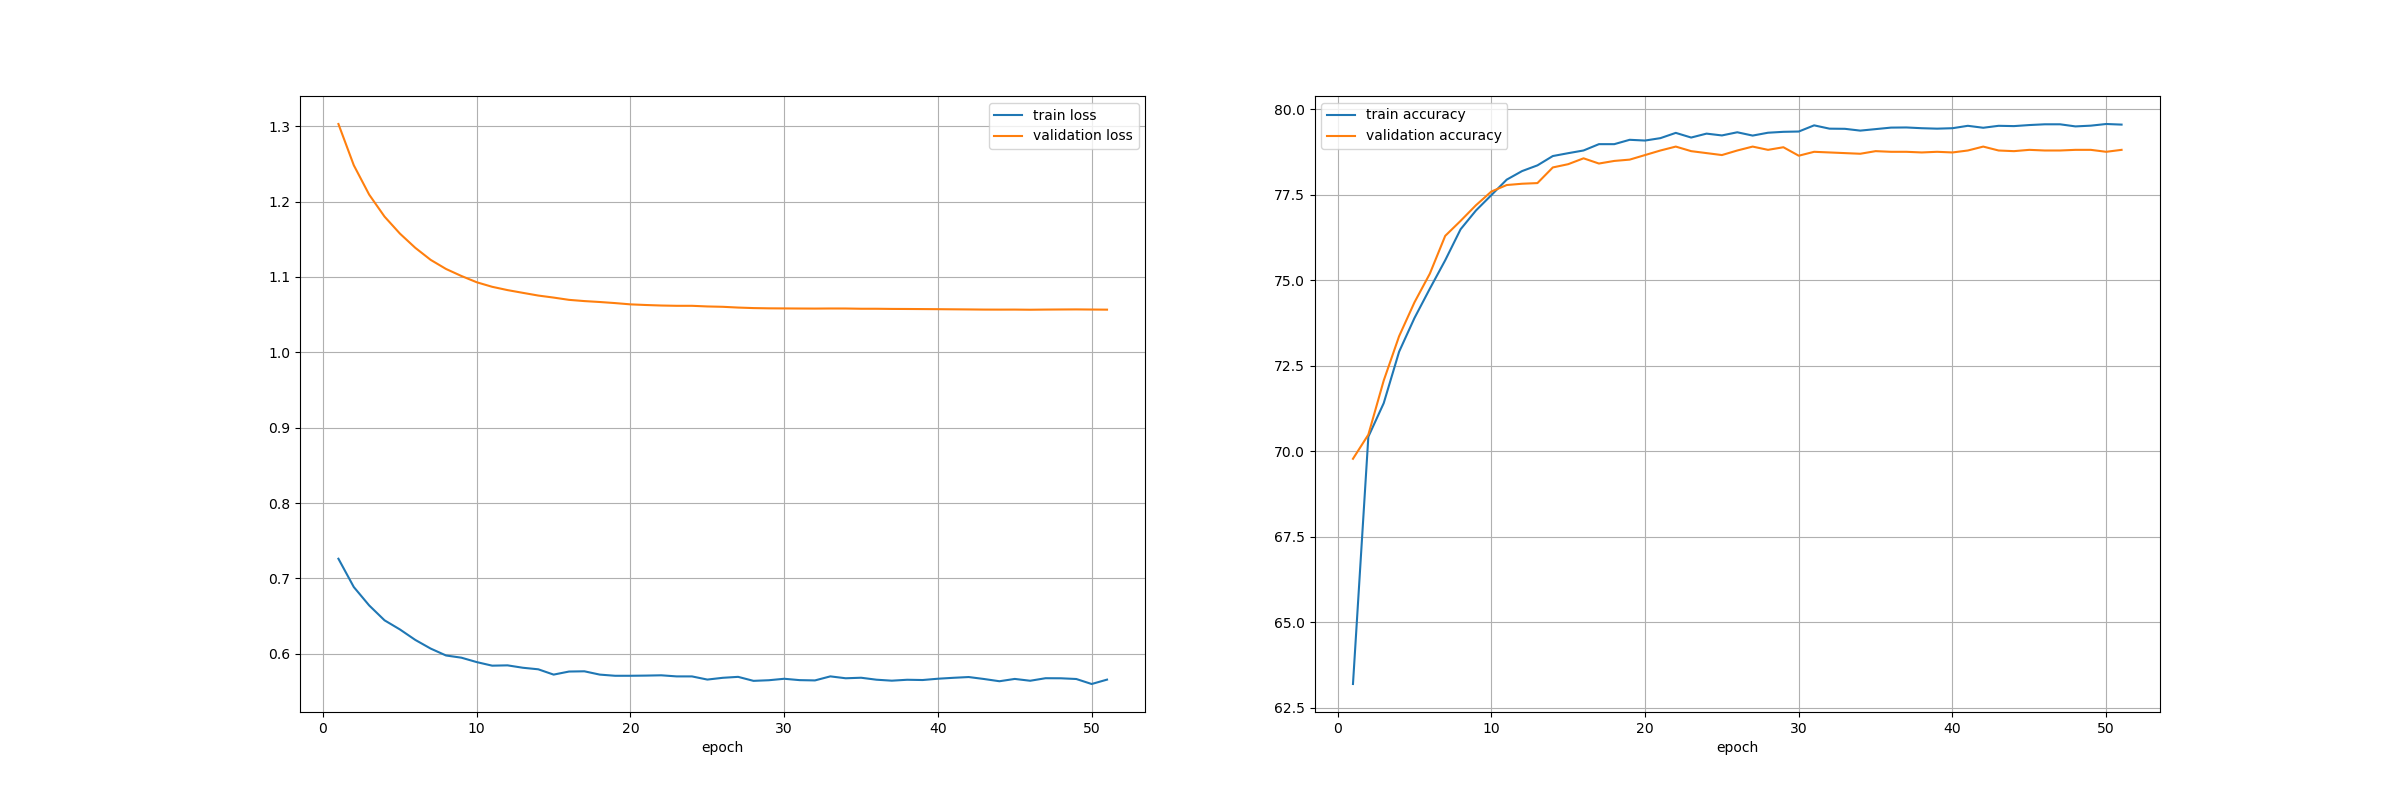 train loss
validation loss
1.3
1.2
1.1
1.0
0.9
0.8
0.7
0.6
0 10 20 30 40 50
epoch
train accuracy
validation accuracy
80.0
77.5
75.0
72.5
70.0
67.5
65.0
62.5
0 10 20 30 40 50
epoch